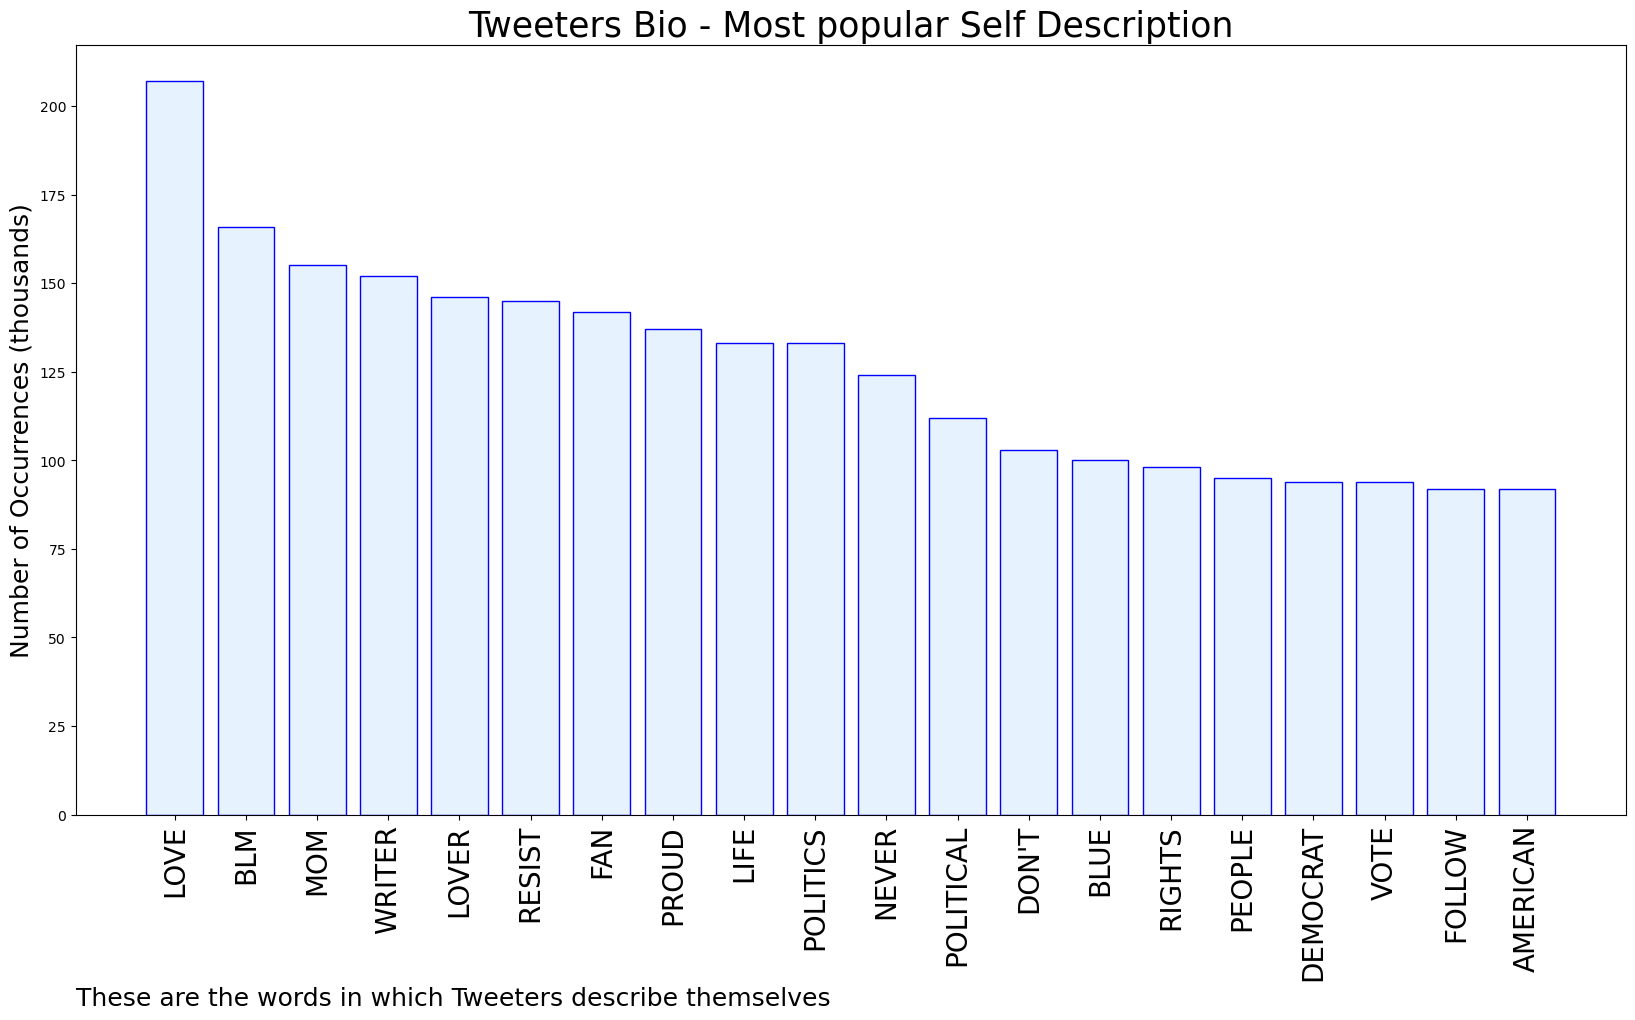 Tweeters Bio - Most popular Self Description
Number of Occurrences (thousands)
200
175
150
125
100
75
50
25
0
LOVE
BLM
MOM
WRITER
LOVER
RESIST
FAN
PROUD
LIFE
POLITICS
NEVER
POLITICAL
DON'T
BLUE
RIGHTS
PEOPLE
DEMOCRAT
VOTE
FOLLOW
AMERICAN
These are the words in which Tweeters describe themselves